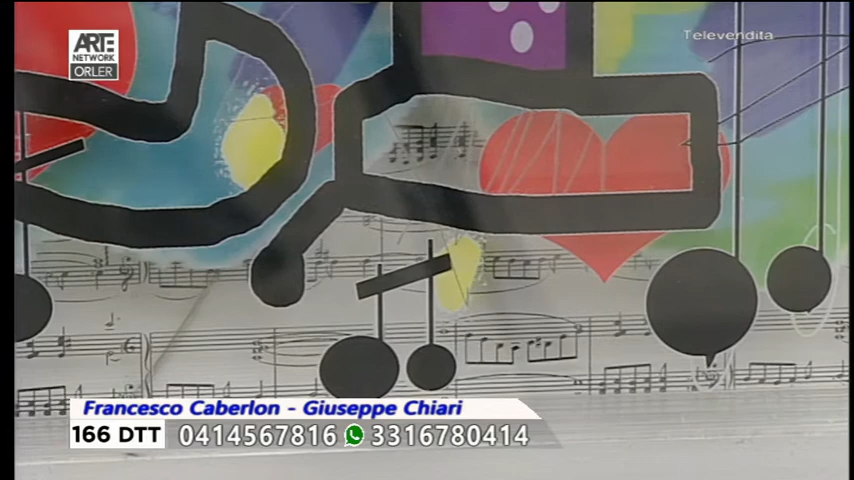 ARTE
NETWORK
ORLER
Televendita
Francesco Caberlon - Giuseppe Chiari
166 DTT 0414567816 3316780414